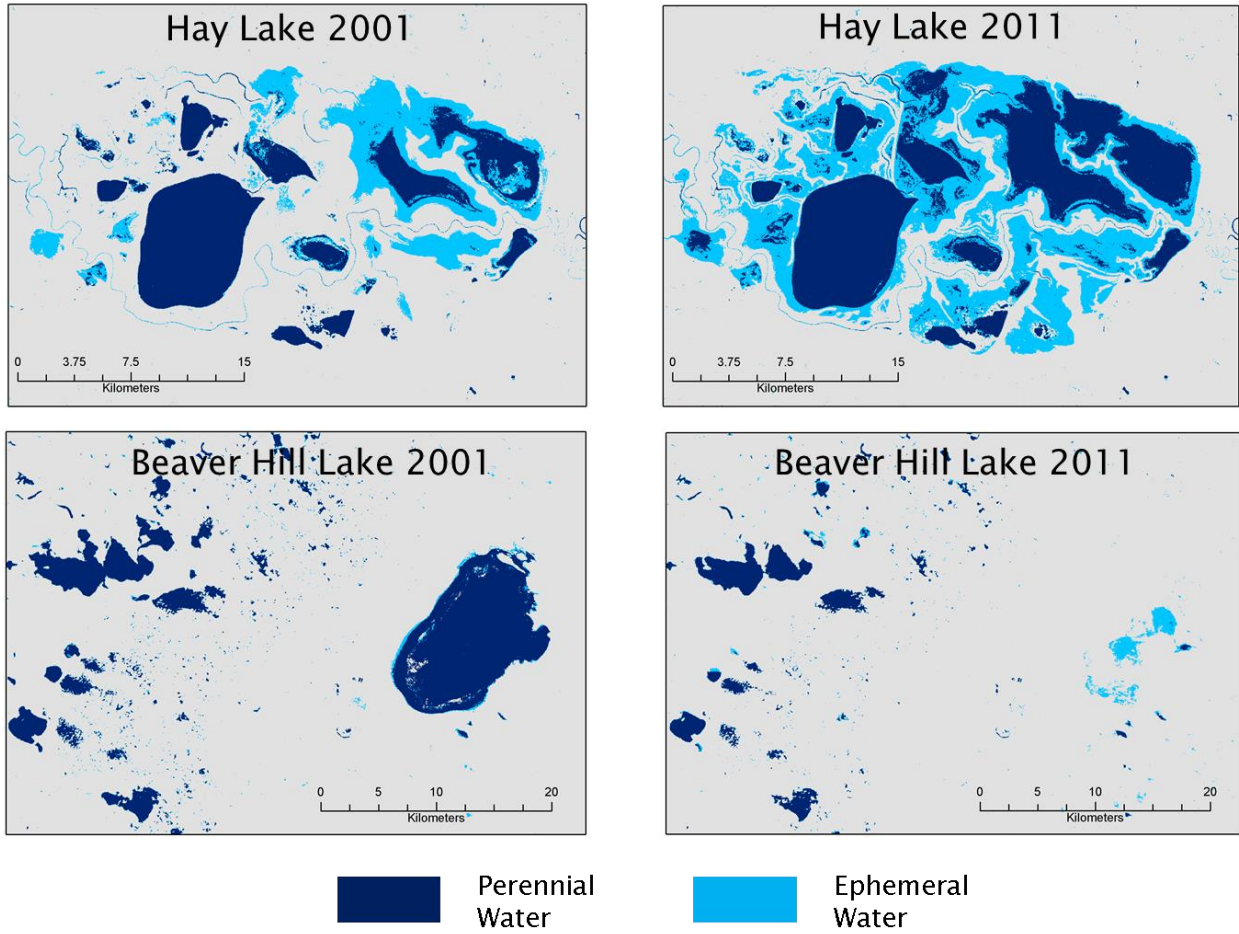 Hay Lake 2001
0 3.75 7.5 15
Kilometers
Hay Lake 2011
0 3.75 7.5 15
Kilometers
Beaver Hill Lake 2001
0 5 10 20
Kilometers
Beaver Hill Lake 2011
0 5 10 20
Kilometers
Perennial
Water
Ephemeral
Water